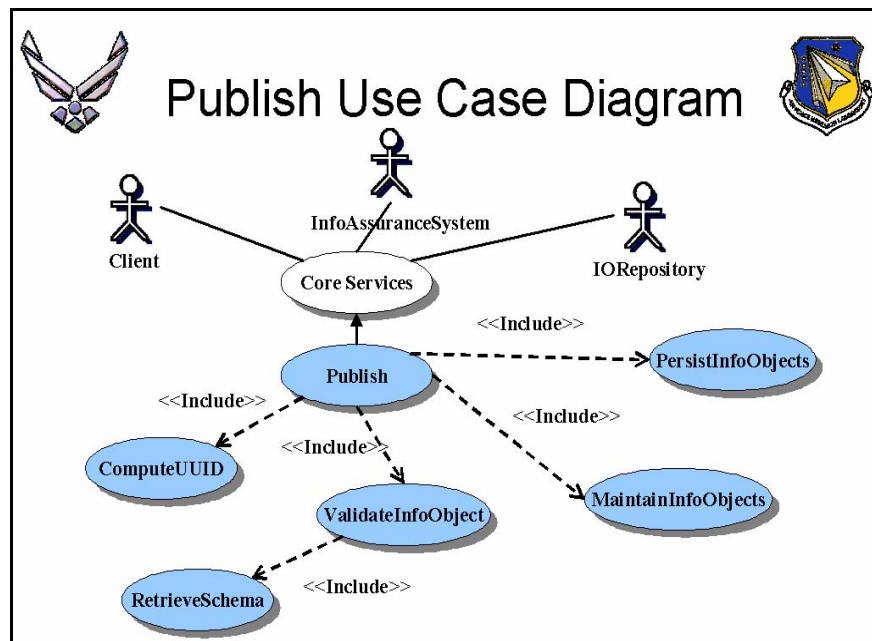 Publish Use Case Diagram
InfoAssuranceSystem
Client
IORepository
Core Services
<<Include>>
Publish
PersistInfoObjects
<<Include>>
<<Include>>
<<Include>>
ComputeUUID
MaintainInfoObjects
ValidateInfoObject
<<Include>>
RetrieveSchema